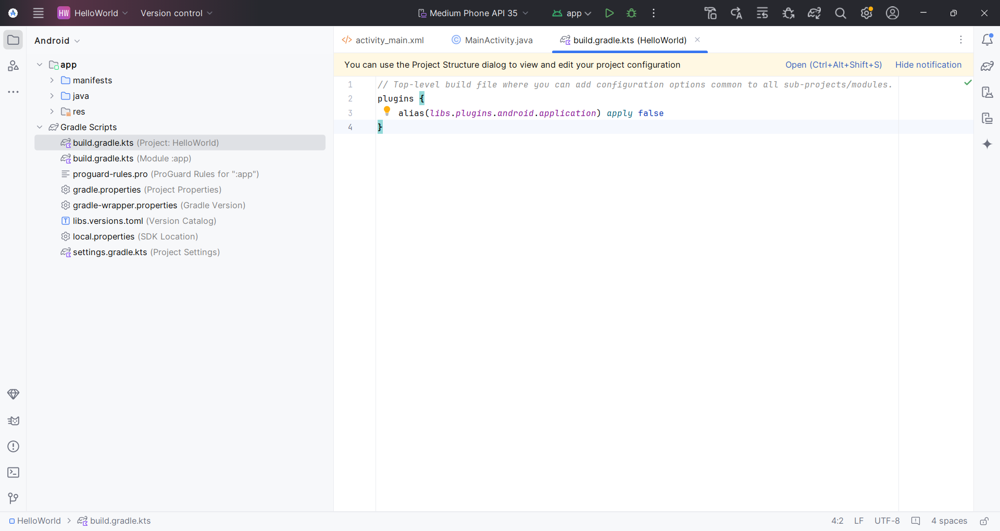 HW HelloWorld Version control Medium Phone API 35 app
Android
activity_main.xml MainActivity.java build.gradle.kts (HelloWorld)
You can use the Project Structure dialog to view and edit your project configuration Open (Ctrl+Alt+Shift+S) Hide notification
app
manifests
java
res
Gradle Scripts
build.gradle.kts (Project: HelloWorld)
build.gradle.kts (Module :app)
proguard-rules.pro (ProGuard Rules for ":app")
gradle.properties (Project Properties)
gradle-wrapper.properties (Gradle Version)
libs.versions.toml (Version Catalog)
local.properties (SDK Location)
settings.gradle.kts (Project Settings)
1 // Top-level build file where you can add configuration options common to all sub-projects/modules.
2 plugins {
3 alias(libs.plugins.android.application) apply false
4 }
HelloWorld build.gradle.kts 4:2 LF UTF-8 4 spaces